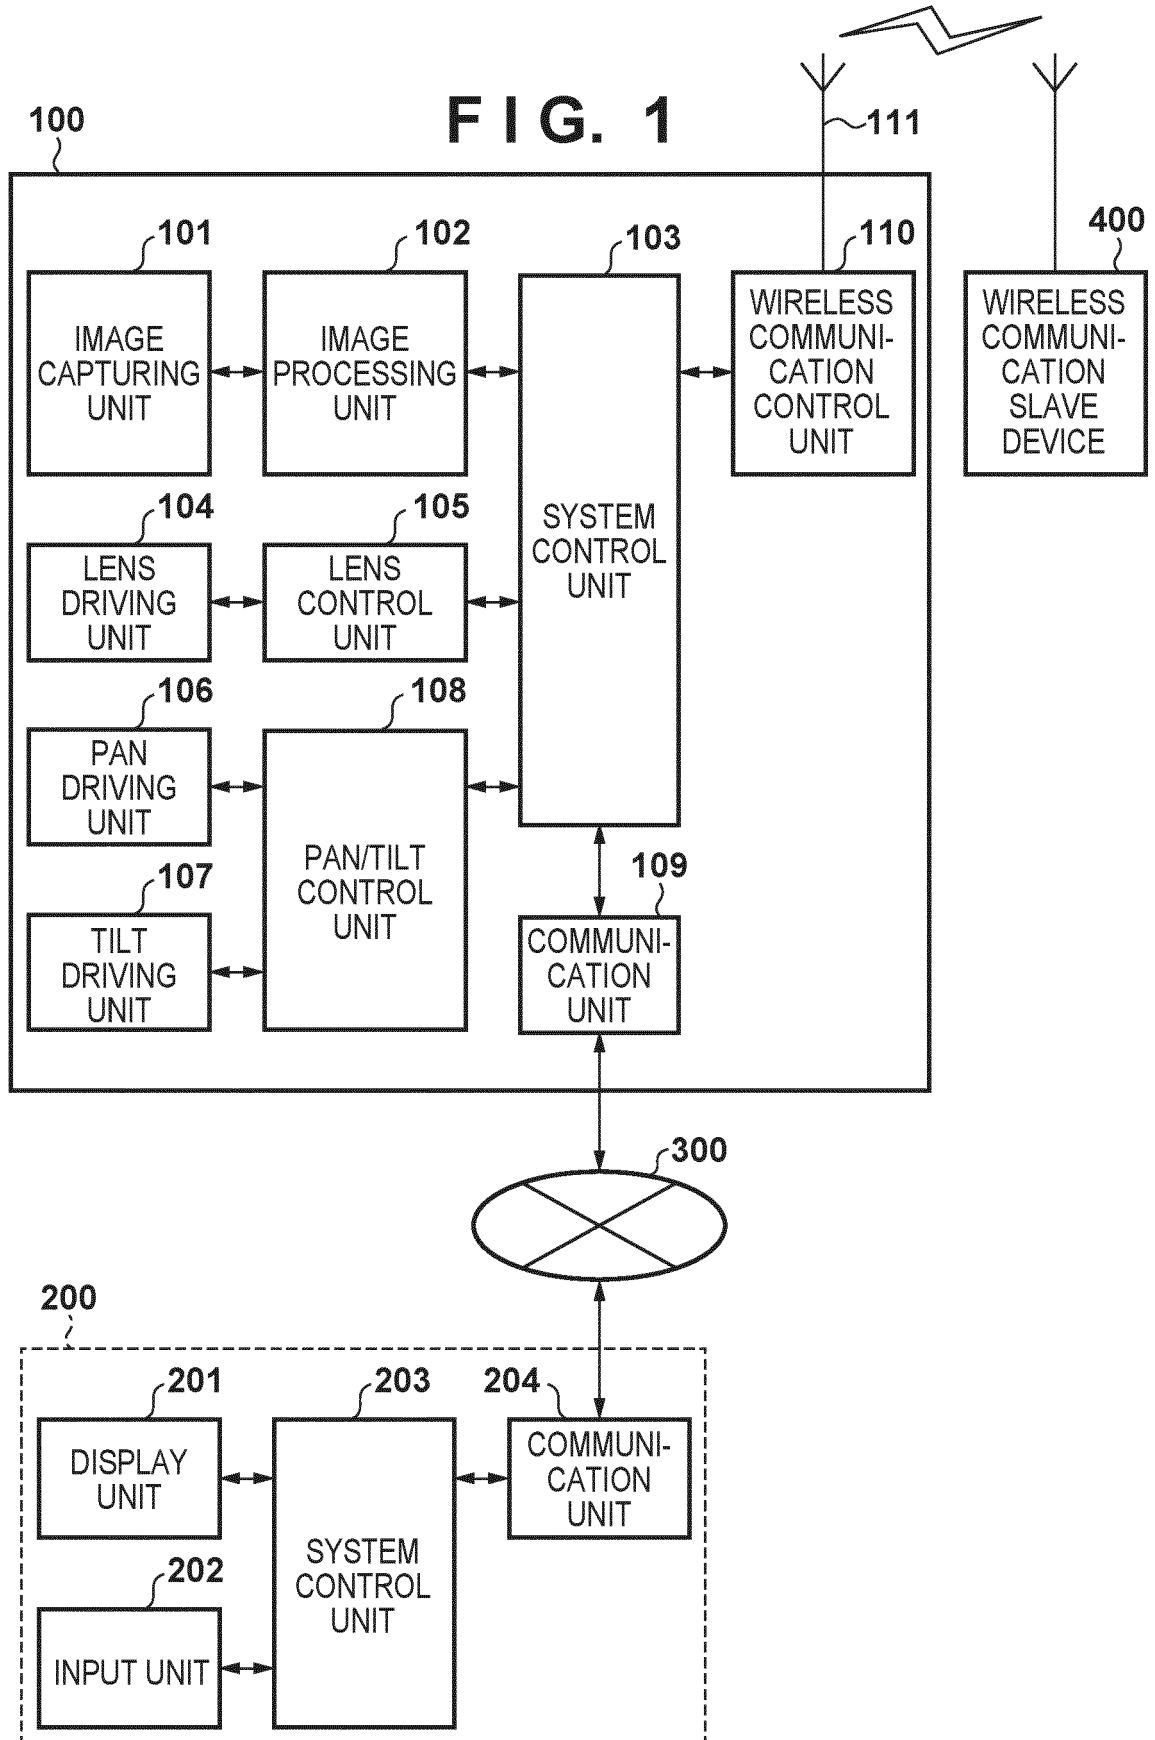 FIG. 1
100
111
101
102
103
110
400
IMAGE
CAPTURING
UNIT
IMAGE
PROCESSING
UNIT
SYSTEM
CONTROL
UNIT
WIRELESS
COMMUNI-
CATION
CONTROL
UNIT
WIRELESS
COMMUNI-
CATION
SLAVE
DEVICE
104
105
LENS
DRIVING
UNIT
LENS
CONTROL
UNIT
106
108
PAN
DRIVING
UNIT
PAN/TILT
CONTROL
UNIT
107
109
TILT
DRIVING
UNIT
COMMUNI-
CATION
UNIT
300
200
201
203
204
DISPLAY
UNIT
SYSTEM
CONTROL
UNIT
COMMUNI-
CATION
UNIT
202
INPUT UNIT